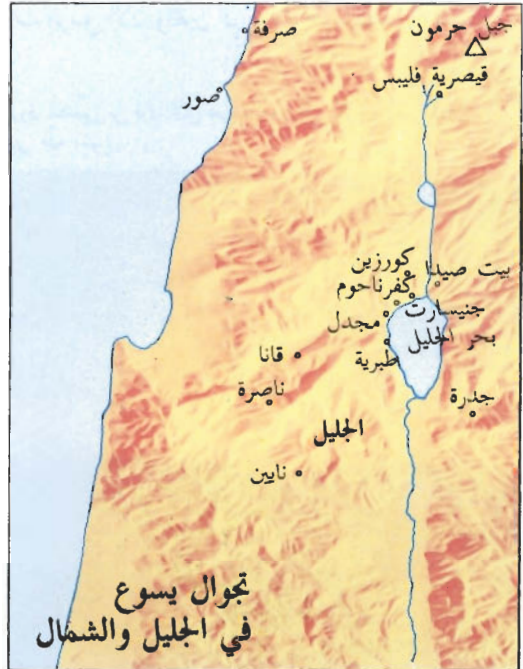 جبل حرمون
صرفة
قيصرية فليبس
صور
كورزين
بيت صيدا
كفرناحوم
جنيسارت
مجدل
بحر الجليل
طبرية
قانا
ناصرة
جدرة
الجليل
نايين
تجوال يسوع
في الجليل والشمال